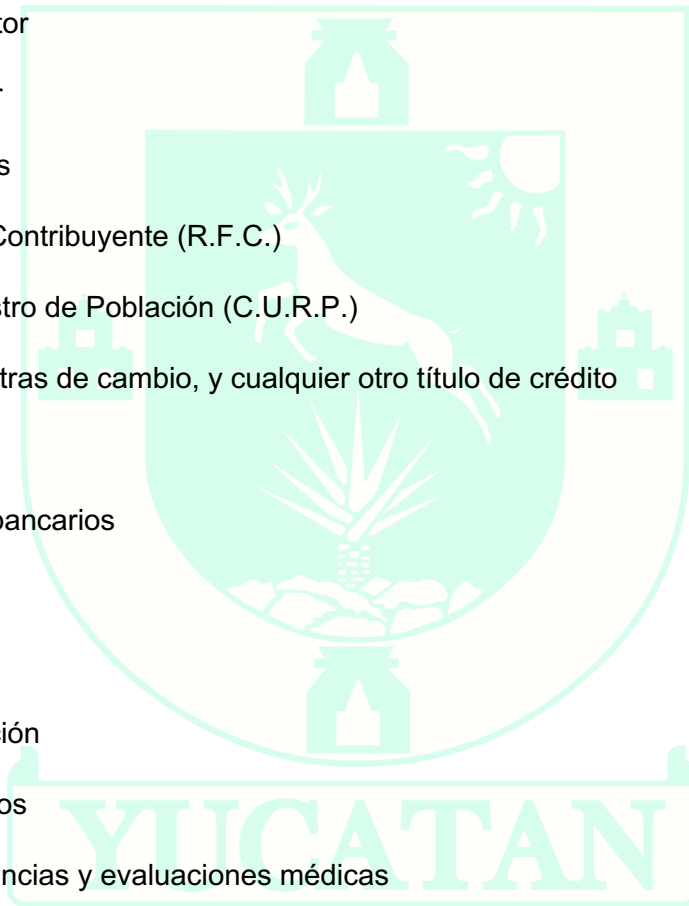 tor
s
Contribuyente (R.F.C.)
stro de Población (C.U.R.P.)
tras de cambio, y cualquier otro título de crédito
bancarios
ción
os
ncias y evaluaciones médicas
YUCATAN